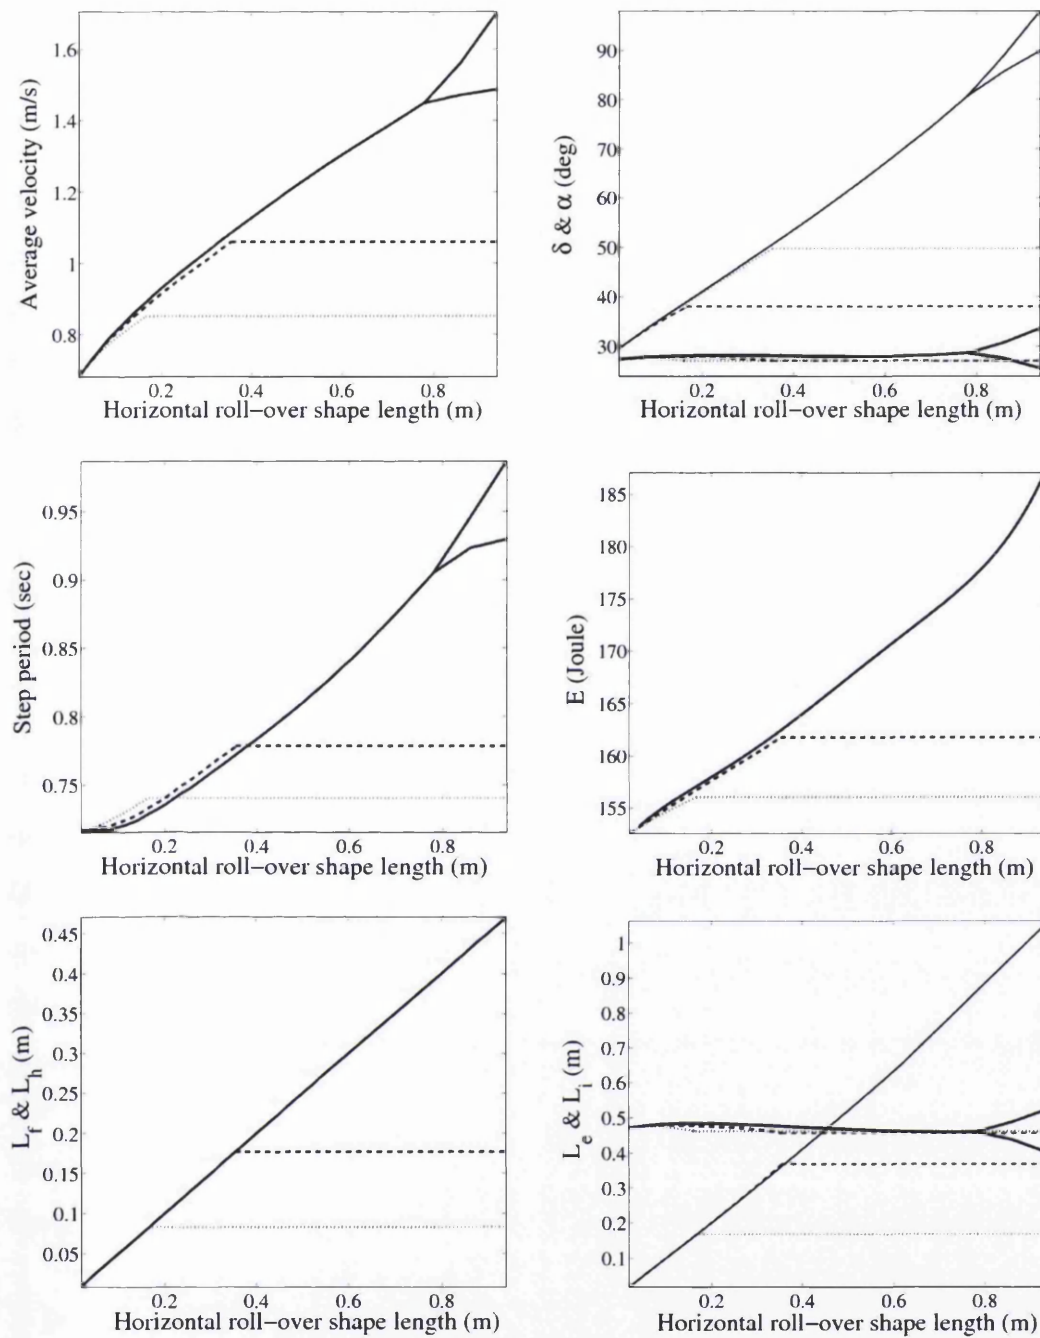 Average velocity (m/s)
1.6
1.4
1.2
1
0.8
0.2 0.4 0.6 0.8
Horizontal roll−over shape length (m)
δ & α (deg)
90
80
70
60
50
40
30
0.2 0.4 0.6 0.8
Horizontal roll−over shape length (m)
Step period (sec)
0.95
0.9
0.85
0.8
0.75
0.2 0.4 0.6 0.8
Horizontal roll−over shape length (m)
E (Joule)
185
180
175
170
165
160
155
0.2 0.4 0.6 0.8
Horizontal roll−over shape length (m)
L_f & L_h (m)
0.45
0.4
0.35
0.3
0.25
0.2
0.15
0.1
0.05
0.2 0.4 0.6 0.8
Horizontal roll−over shape length (m)
L_e & L_i (m)
1
0.9
0.8
0.7
0.6
0.5
0.4
0.3
0.2
0.1
0.2 0.4 0.6 0.8
Horizontal roll−over shape length (m)